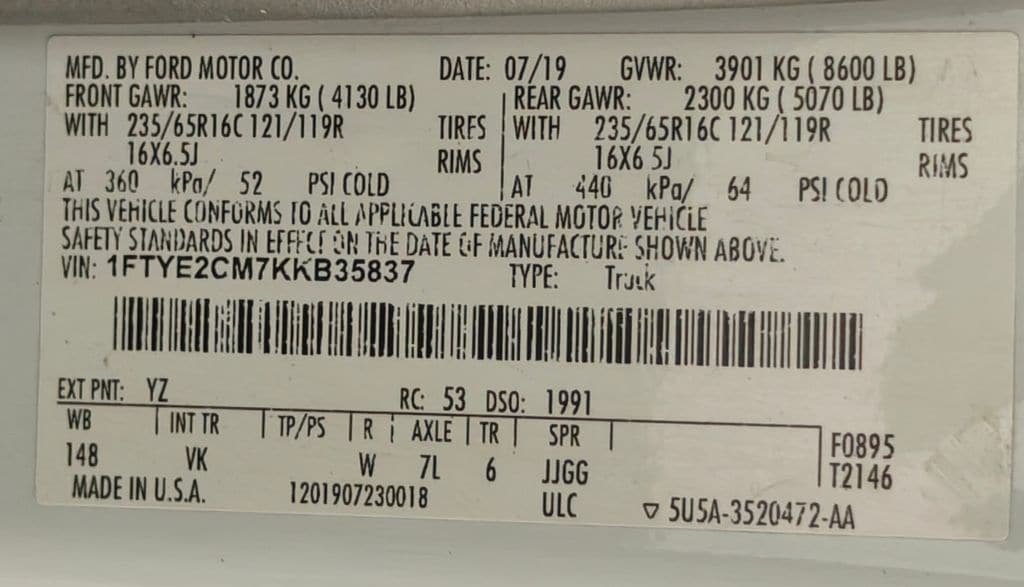 MFD. BY FORD MOTOR CO. DATE: 07/19 GVWR: 3901 KG ( 8600 LB)
FRONT GAWR: 1873 KG ( 4130 LB) REAR GAWR: 2300 KG ( 5070 LB)
WITH 235/65R16C 121/119R TIRES WITH 235/65R16C 121/119R TIRES
16X6.5J RIMS 16X6 5J RIMS
AT 360 kPa/ 52 PSI COLD AT 440 kPa/ 64 PSI COLD
THIS VEHICLE CONFORMS TO ALL APPLICABLE FEDERAL MOTOR VEHICLE
SAFETY STANDARDS IN EFFECT ON THE DATE OF MANUFACTURE SHOWN ABOVE.
VIN: 1FTYE2CM7KKB35837 TYPE: Truck
EXT PNT: YZ RC: 53 DSO: 1991
WB INT TR TP/PS R AXLE TR SPR F0895
148 VK W 7L 6 JJGG T2146
MADE IN U.S.A. 1201907230018 ULC ▽ 5U5A-3520472-AA